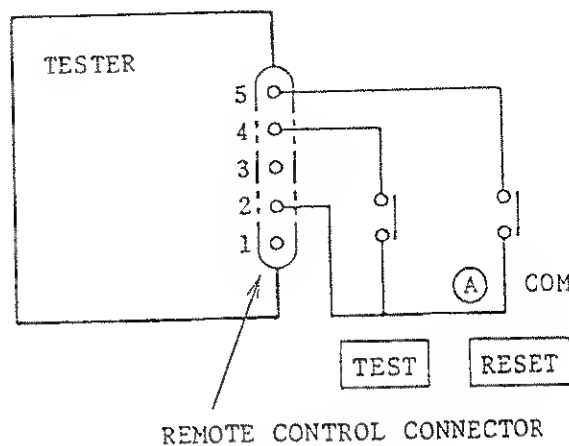 TESTER
5
4
3
2
1
A COM
TEST RESET
REMOTE CONTROL CONNECTOR